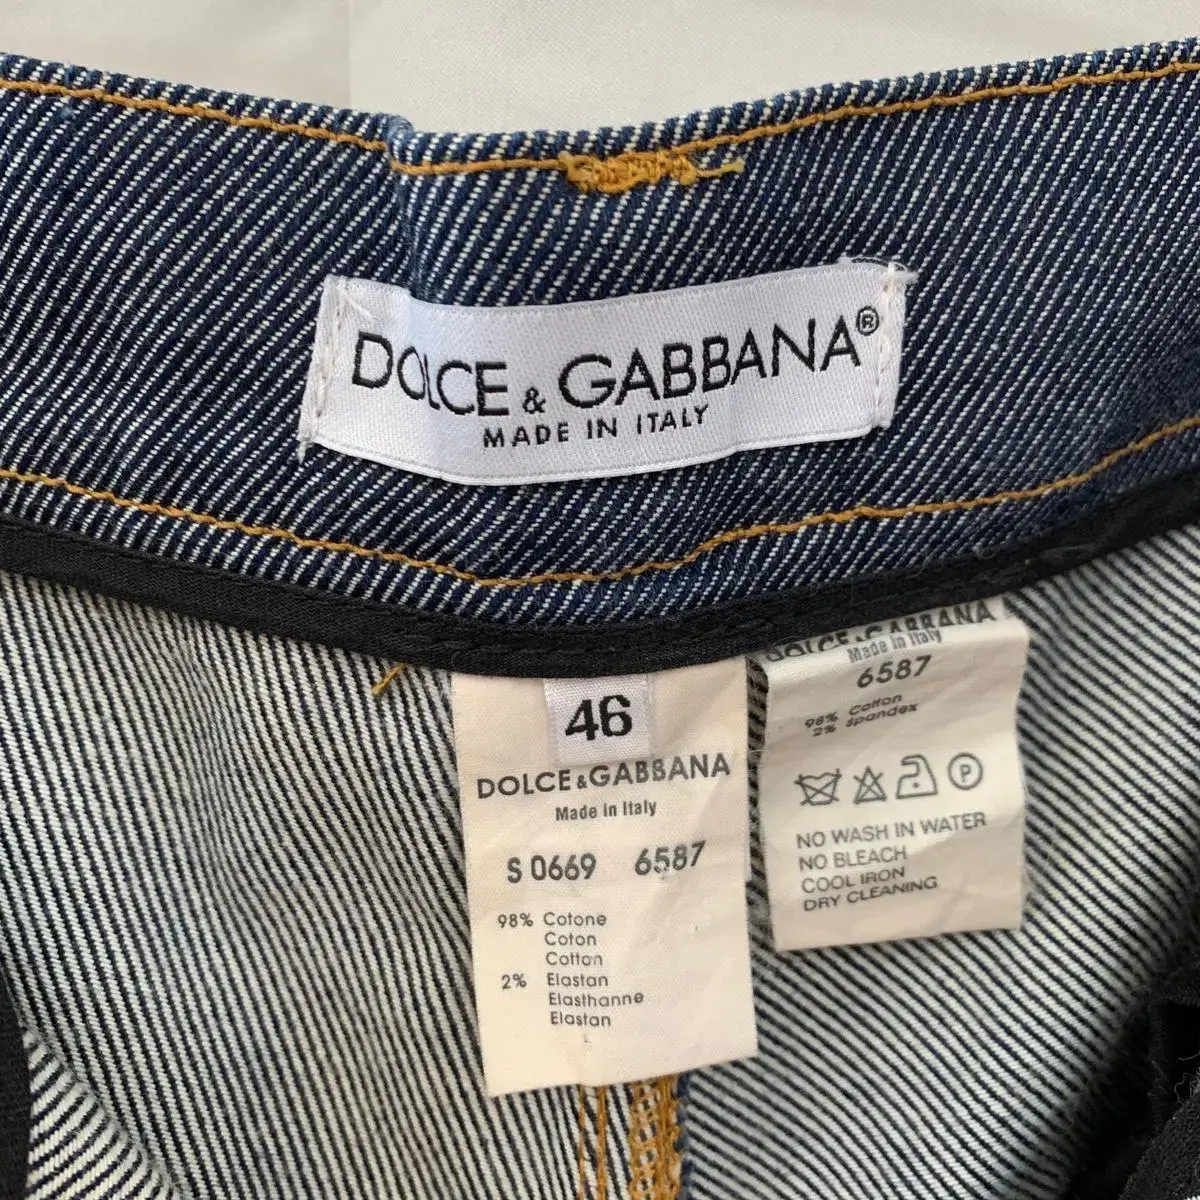 DOLCE & GABBANA®
MADE IN ITALY
46
DOLCE & GABBANA
Made in Italy
S 0669 6587
98% Cotone
Coton
Cotton
2% Elastan
Elasthanne
Elastan
DOLCE & GABBANA
Made in Italy
6587
98% Cotton
2% Spandex
P
NO WASH IN WATER
NO BLEACH
COOL IRON
DRY CLEANING